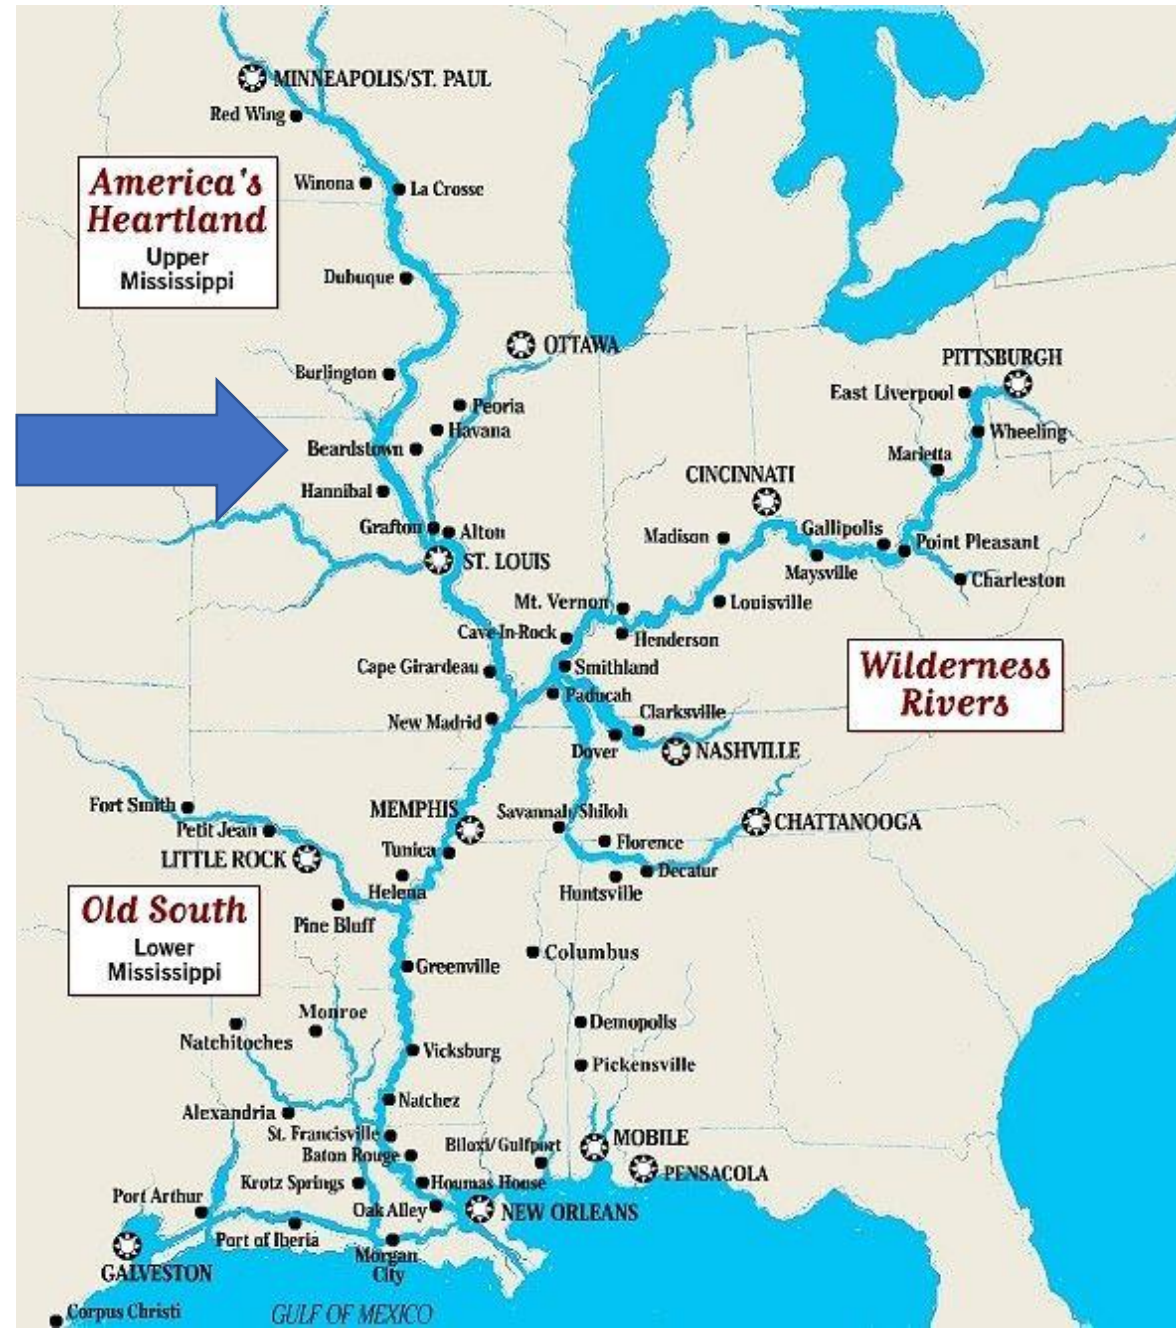 MINNEAPOLIS/ST. PAUL
Red Wing
America's
Heartland
Upper
Mississippi
Winona
La Crosse
Dubuque
OTTAWA
PITTSBURGH
Burlington
East Liverpool
Peoria
Havana
Wheeling
Beardstown
Marietta
CINCINNATI
Hannibal
Grafton
Alton
Madison
Gallipolis
Point Pleasant
ST. LOUIS
Maysville
Charleston
Mt. Vernon
Louisville
Cave-In-Rock
Henderson
Cape Girardeau
Smithland
Wilderness
Rivers
Paducah
New Madrid
Clarksville
Dover
NASHVILLE
Fort Smith
MEMPHIS
Savannah/Shiloh
CHATTANOOGA
Petit Jean
Florence
LITTLE ROCK
Tunica
Decatur
Helena
Huntsville
Old South
Lower
Mississippi
Pine Bluff
Columbus
Greenville
Monroe
Demopolis
Natchitoches
Vicksburg
Pickensville
Natchez
Alexandria
St. Francisville
Biloxi/Gulfport
MOBILE
Baton Rouge
PENSACOLA
Krotz Springs
Houmas House
Port Arthur
Oak Alley
NEW ORLEANS
Port of Iberia
Morgan
City
GALVESTON
Corpus Christi
GULF OF MEXICO